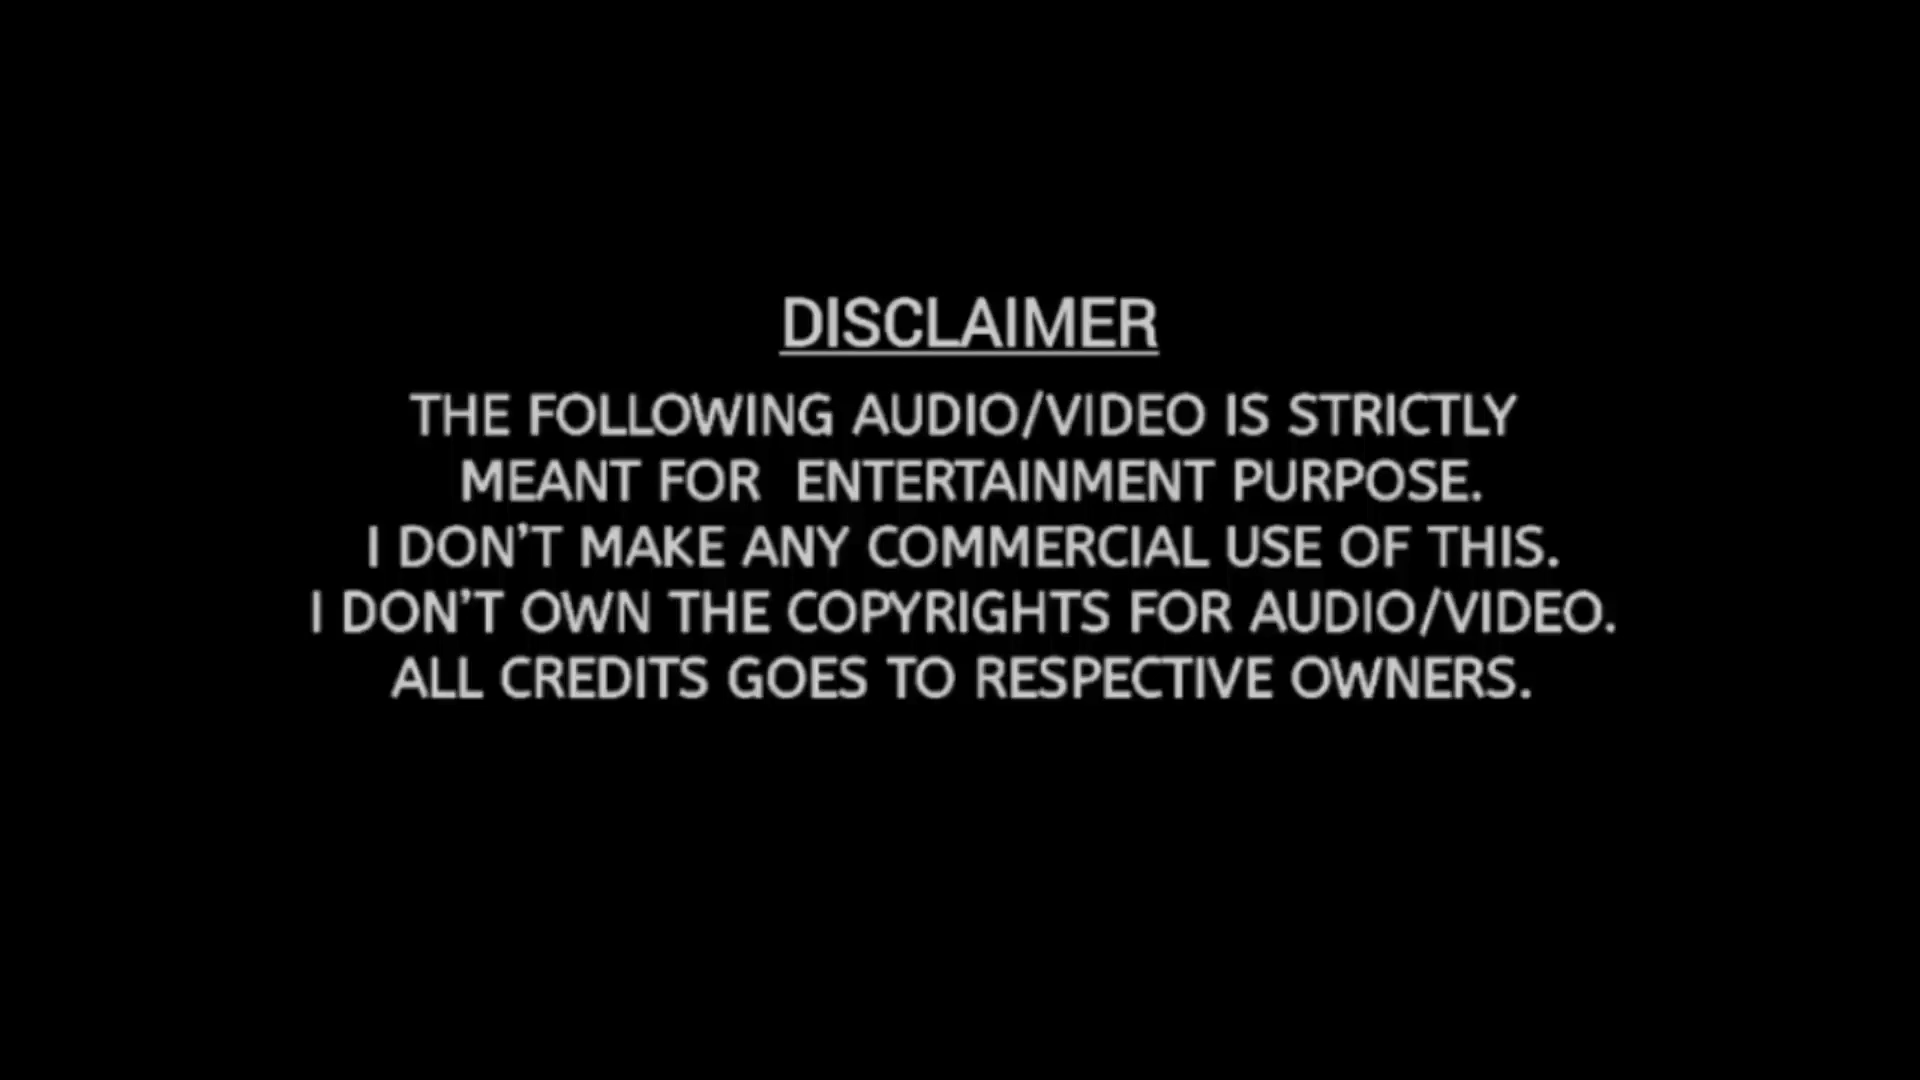 DISCLAIMER
THE FOLLOWING AUDIO/VIDEO IS STRICTLY
MEANT FOR  ENTERTAINMENT PURPOSE.
I DON’T MAKE ANY COMMERCIAL USE OF THIS.
I DON’T OWN THE COPYRIGHTS FOR AUDIO/VIDEO.
ALL CREDITS GOES TO RESPECTIVE OWNERS.